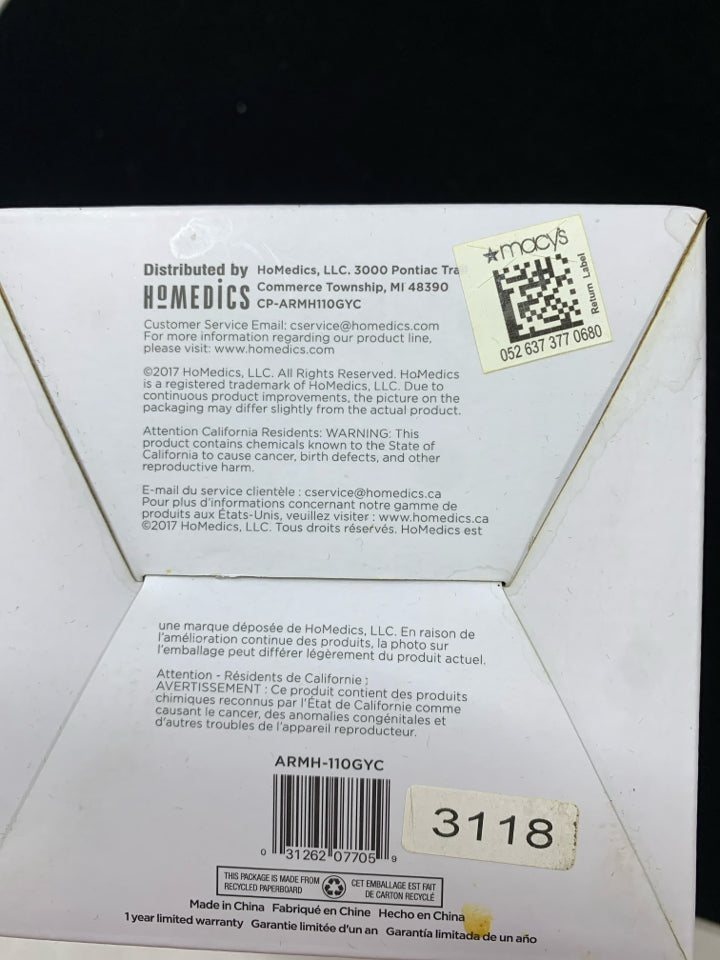 Distributed by HoMedics, LLC. 3000 Pontiac
HoMEDiCS Commerce Township, MI 48390
CP-ARMH110GYC
Customer Service Email: cservice@homedics.com
For more information regarding our product line,
please visit: www.homedics.com
©2017 HoMedics, LLC. All Rights Reserved. HoMedics
is a registered trademark of HoMedics, LLC. Due to
continuous product improvements, the picture on the
packaging may differ slightly from the actual product.
Attention California Residents: WARNING: This
product contains chemicals known to the State of
California to cause cancer, birth defects, and other
reproductive harm.
E-mail du service clientèle : cservice@homedics.ca
Pour plus d'informations concernant notre gamme de
produits aux États-Unis, veuillez visiter : www.homedics.ca
©2017 HoMedics, LLC. Tous droits réservés. HoMedics est
★macy's
Return Label
052 637 377 0680
une marque déposée de HoMedics, LLC. En raison de
l'amélioration continue des produits, la photo sur
l'emballage peut différer légèrement du produit actuel.
Attention - Résidents de Californie :
AVERTISSEMENT : Ce produit contient des produits
chimiques reconnus par l'État de Californie comme
causant le cancer, des anomalies congénitales et
d'autres troubles de l'appareil reproducteur.
ARMH-110GYC
0 31262 07705 9
3118
THIS PACKAGE IS MADE FROM
RECYCLED PAPERBOARD
CET EMBALLAGE EST FAIT
DE CARTON RECYCLÉ
Made in China Fabriqué en Chine Hecho en China
1 year limited warranty Garantie limitée d'un an Garantía limitada de un año